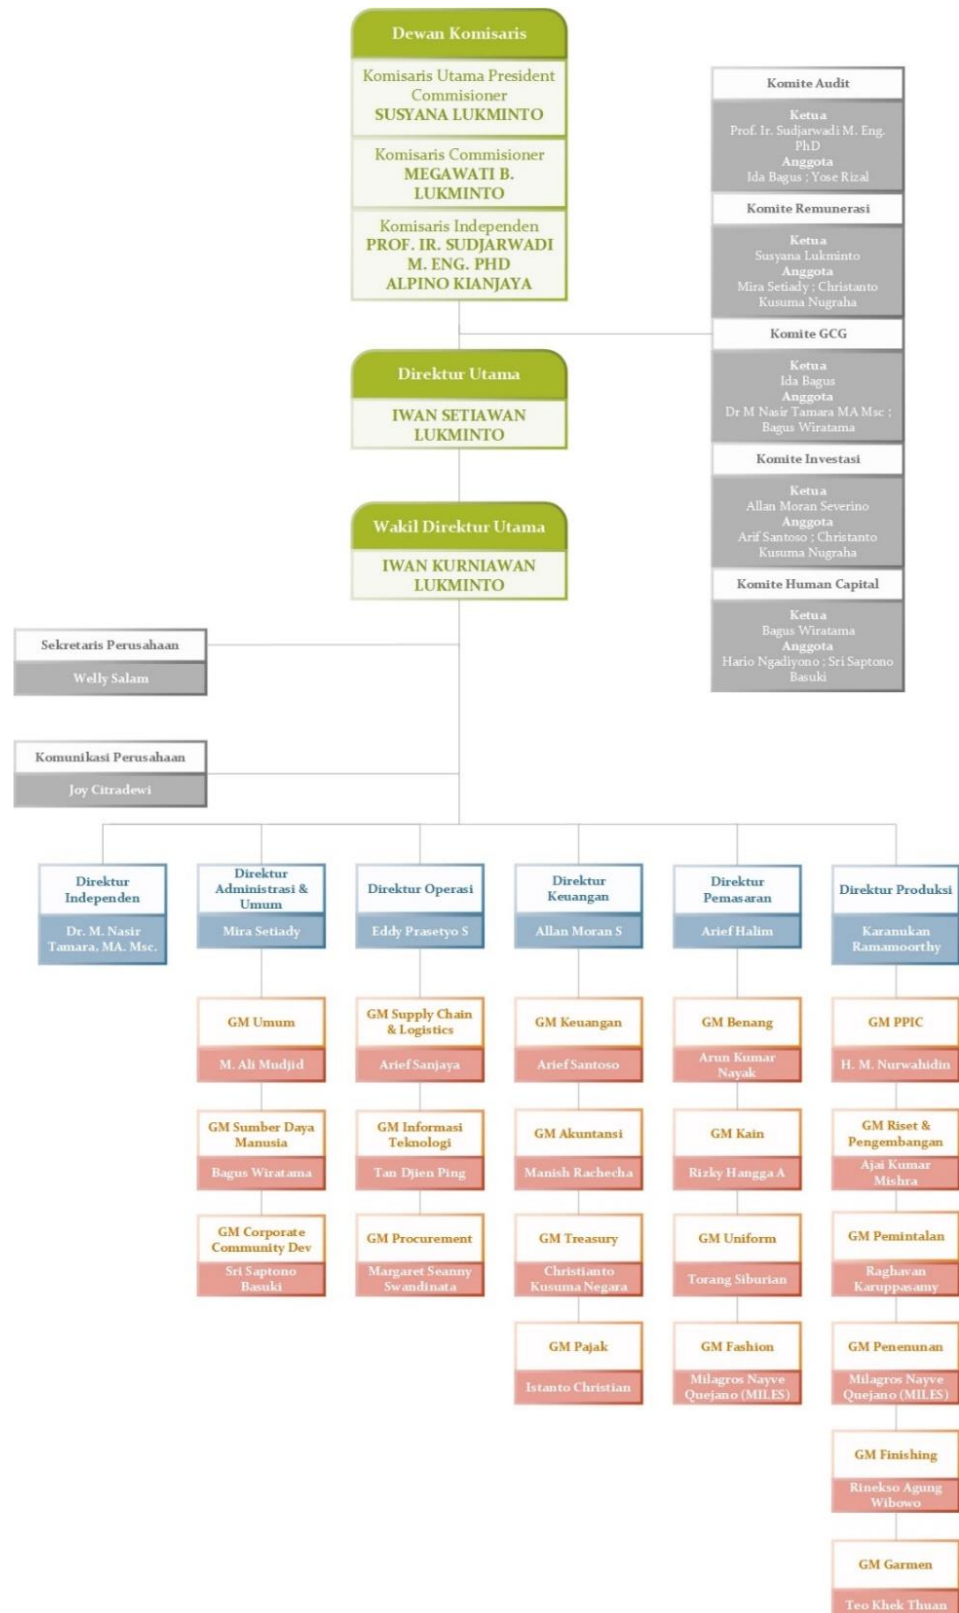 Dewan Komisaris
Komisaris Utama President
Commisioner
SUSYANA LUKMINTO
Komisaris Commisioner
MEGAWATI B.
LUKMINTO
Komisaris Independen
PROF. IR. SUDJARWADI
M. ENG. PHD
ALPINO KIANJAYA
Komite Audit
Ketua
Prof. Ir. Sudjarwadi M. Eng.
PhD
Anggota
Ida Bagus ; Yose Rizal
Komite Remunerasi
Ketua
Susyana Lukminto
Anggota
Mira Setiady ; Christanto
Kusuma Nugraha
Komite GCG
Ketua
Ida Bagus
Anggota
Dr M Nasir Tamara MA Msc ;
Bagus Wiratama
Komite Investasi
Ketua
Allan Moran Severino
Anggota
Arif Santoso ; Christanto
Kusuma Nugraha
Komite Human Capital
Ketua
Bagus Wiratama
Anggota
Hario Ngadiyono ; Sri Saptono
Basuki
Direktur Utama
IWAN SETIAWAN
LUKMINTO
Wakil Direktur Utama
IWAN KURNIAWAN
LUKMINTO
Sekretaris Perusahaan
Welly Salam
Komunikasi Perusahaan
Joy Citradewi
Direktur
Independen
Dr. M. Nasir
Tamara, MA. Msc.
Direktur
Administrasi &
Umum
Mira Setiady
GM Umum
M. Ali Mudjid
GM Sumber Daya
Manusia
Bagus Wiratama
GM Corporate
Community Dev
Sri Saptono
Basuki
Direktur Operasi
Eddy Prasetyo S
GM Supply Chain
& Logistics
Arief Sanjaya
GM Informasi
Teknologi
Tan Djien Ping
GM Procurement
Margaret Seanny
Swandinata
Direktur
Keuangan
Allan Moran S
GM Keuangan
Arief Santoso
GM Akuntansi
Manish Rachecha
GM Treasury
Christianto
Kusuma Negara
GM Pajak
Istanto Christian
Direktur
Pemasaran
Arief Halim
GM Benang
Arun Kumar
Nayak
GM Kain
Rizky Hangga A
GM Uniform
Torang Siburian
GM Fashion
Milagros Nayve
Quejano (MILES)
Direktur Produksi
Karanukan
Ramamoorthy
GM PPIC
H. M. Nurwahidin
GM Riset &
Pengembangan
Ajai Kumar
Mishra
GM Pemintalan
Raghavan
Karuppasamy
GM Penenunan
Milagros Nayve
Quejano (MILES)
GM Finishing
Rinekso Agung
Wibowo
GM Garmen
Teo Khek Thuan